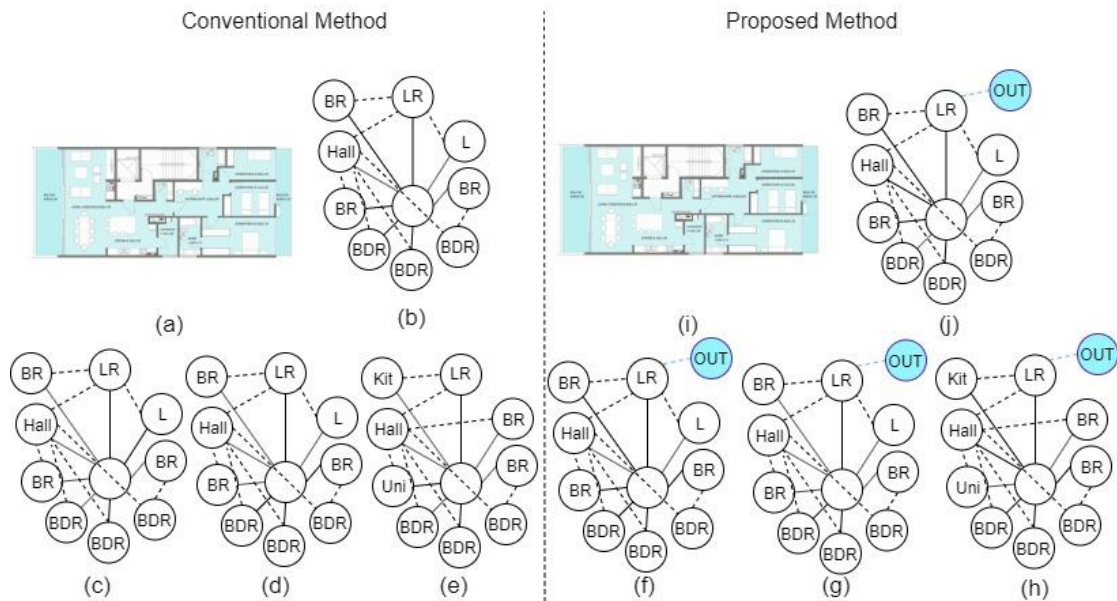 Conventional Method
Proposed Method
BR
LR
Hall
L
BR
BR
BDR
BDR
BDR
(a)
(b)
BR
LR
OUT
Hall
L
BR
BR
BDR
BDR
BDR
(i)
(j)
BR
LR
Hall
L
BR
BR
BDR
BDR
BDR
(c)
BR
LR
Hall
L
BR
BR
BDR
BDR
BDR
(d)
Kit
LR
Hall
BR
Uni
BR
BDR
BDR
BDR
(e)
BR
LR
OUT
Hall
L
BR
BR
BDR
BDR
BDR
(f)
BR
LR
OUT
Hall
L
BR
BR
BDR
BDR
BDR
(g)
Kit
LR
OUT
Hall
BR
Uni
BR
BDR
BDR
BDR
(h)